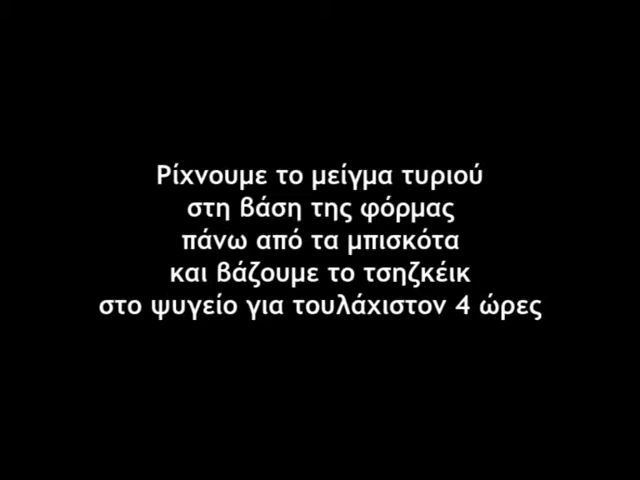 Ρίχνουμε το μείγμα τυριού
στη βάση της φόρμας
πάνω από τα μπισκότα
και βάζουμε το τσηζκέικ
στο ψυγείο για τουλάχιστον 4 ώρες